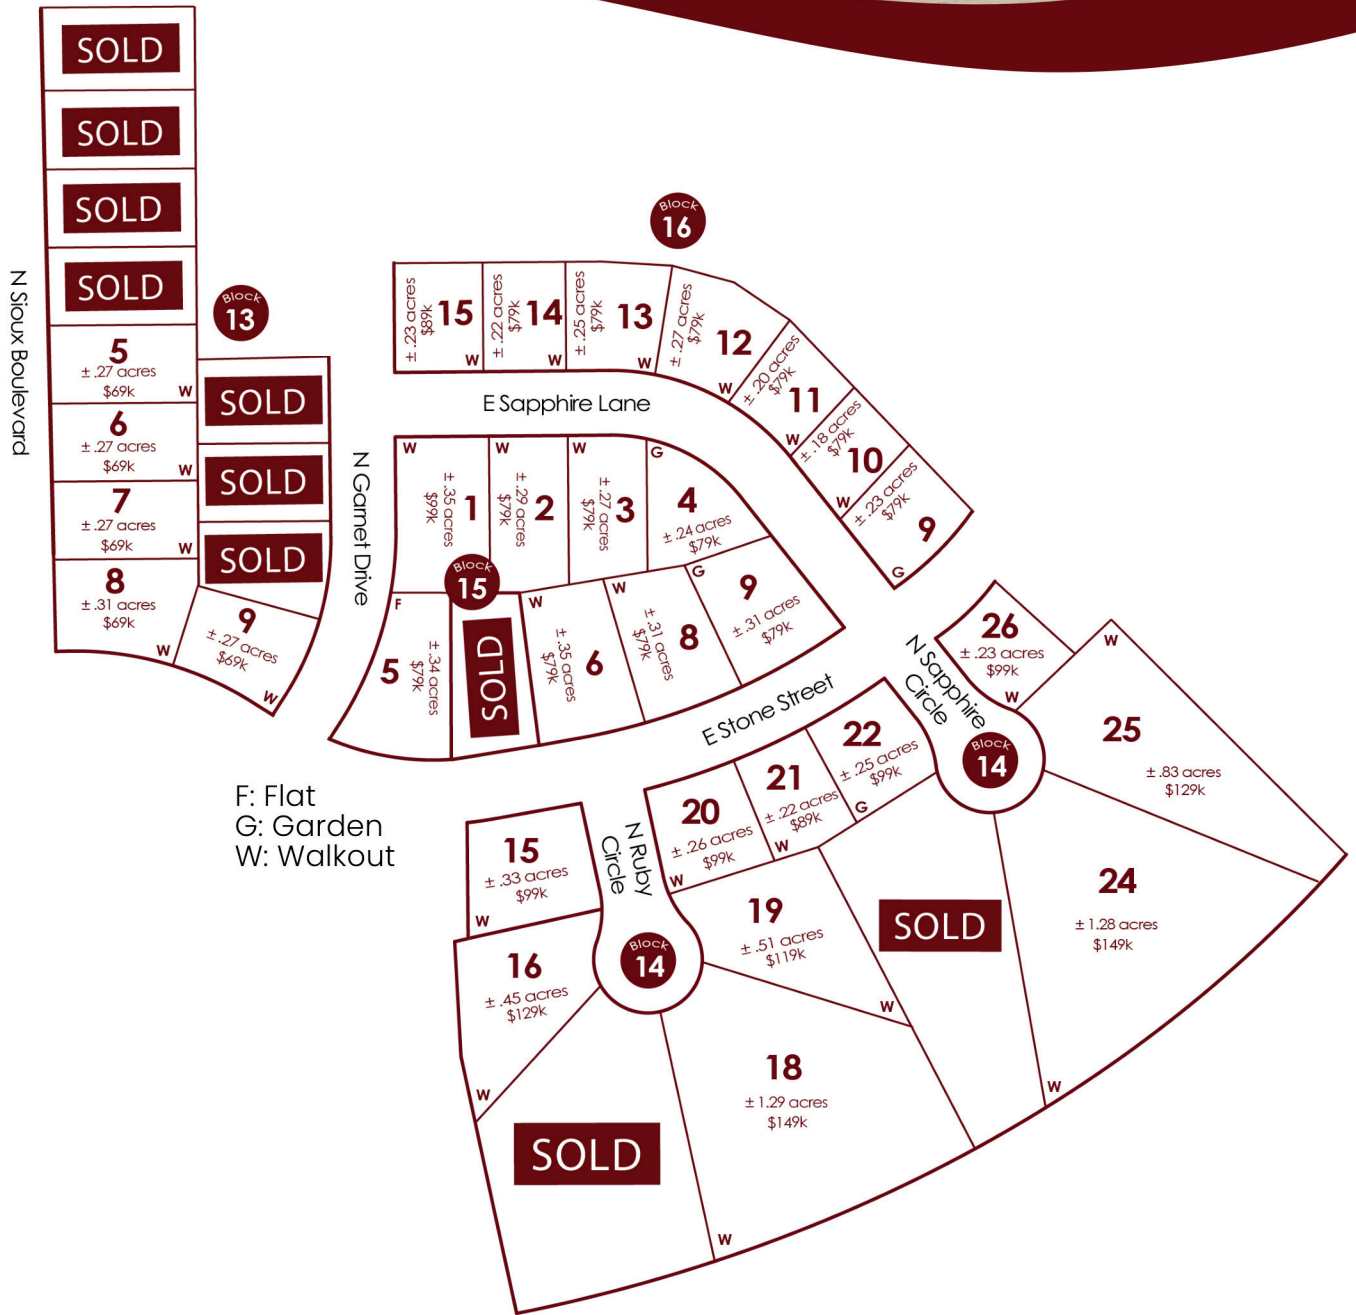 SOLD
SOLD
SOLD
SOLD
N Sioux Boulevard
Block
13
5
± .27 acres
$69k
W
6
± .27 acres
$69k
W
7
± .27 acres
$69k
W
8
± .31 acres
$69k
W
SOLD
SOLD
SOLD
9
± .27 acres
$69k
W
N Garnet Drive
Block
16
15
± .23 acres
$89k
W
14
± .22 acres
$79k
W
13
± .25 acres
$79k
W
12
± .27 acres
$79k
W
11
± .20 acres
$79k
W
10
± .18 acres
$79k
W
9
± .23 acres
$79k
G
E Sapphire Lane
W
1
± .35 acres
$99k
W
2
± .29 acres
$79k
W
3
± .27 acres
$79k
G
4
± .24 acres
$79k
Block
15
F
5
± .34 acres
$79k
SOLD
W
6
± .35 acres
$79k
W
8
± .31 acres
$79k
G
9
± .31 acres
$79k
E Stone Street
N Sapphire
Circle
26
± .23 acres
$99k
W
W
25
± .83 acres
$129k
Block
14
22
± .25 acres
$99k
G
21
± .22 acres
$89k
W
20
± .26 acres
$99k
W
F: Flat
G: Garden
W: Walkout
N Ruby
Circle
15
± .33 acres
$99k
W
16
± .45 acres
$129k
W
Block
14
19
± .51 acres
$119k
W
SOLD
24
± 1.28 acres
$149k
W
18
± 1.29 acres
$149k
W
SOLD